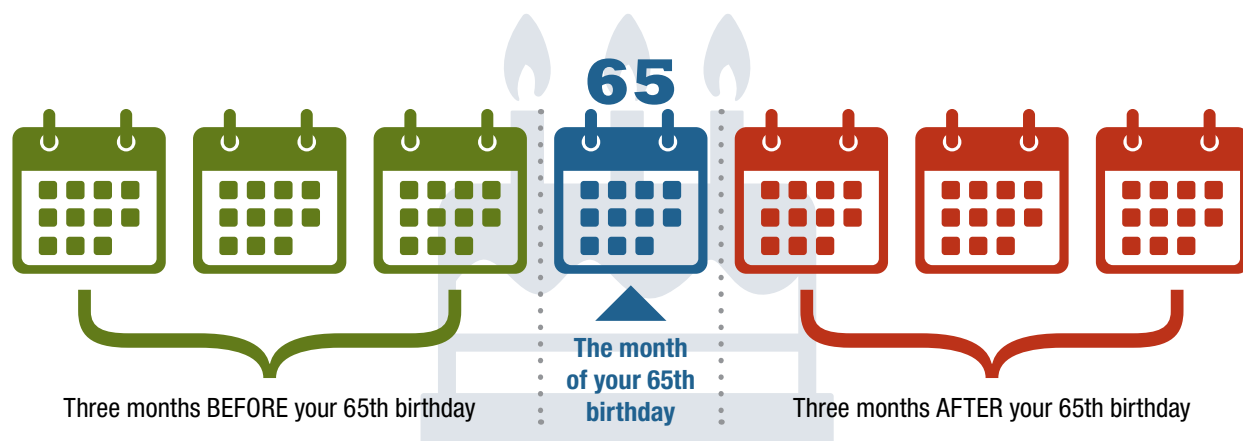 65
Three months BEFORE your 65th birthday
The month
of your 65th
birthday
Three months AFTER your 65th birthday